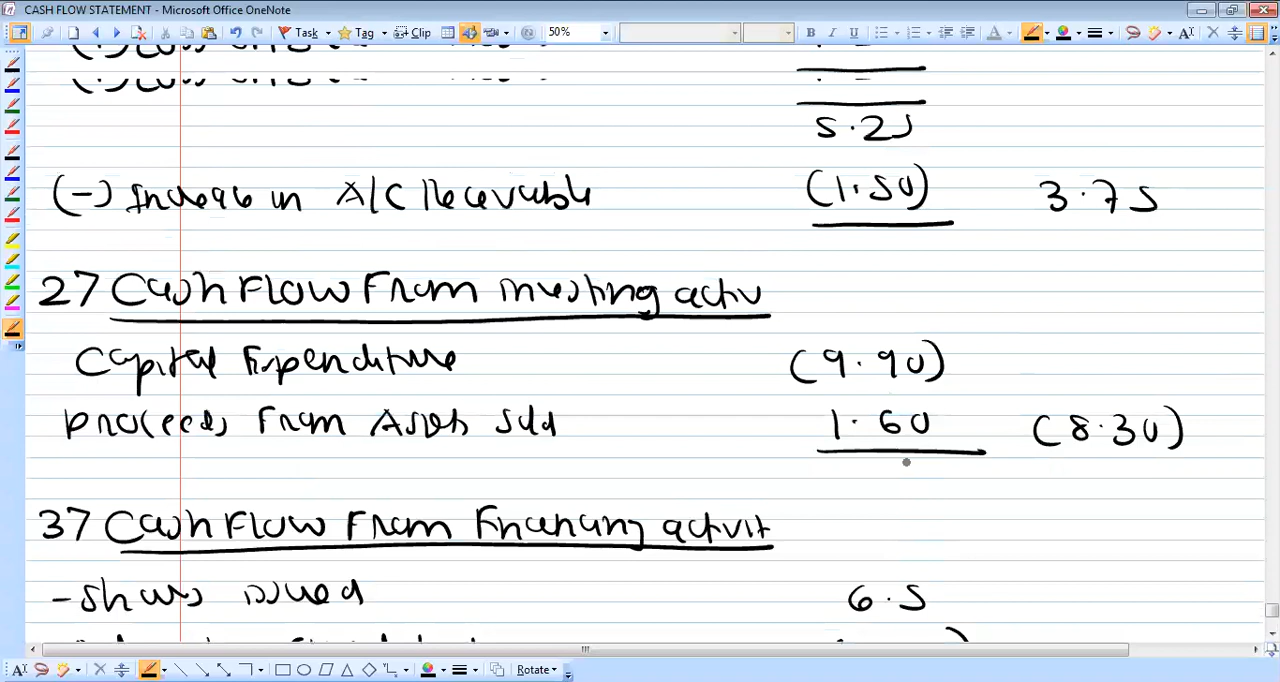 CASH FLOW STATEMENT - Microsoft Office OneNote
Task Tag Clip 50% B I U
5.25
(-) Increase in A/C Receivable (1.50) 3.75
27 Cash Flow From investing activ
Capital Expenditure (9.90)
Proceeds From Assets Sold 1.60 (8.30)
37 Cash Flow From Financing activit
- Shares issued 6.5
Rotate